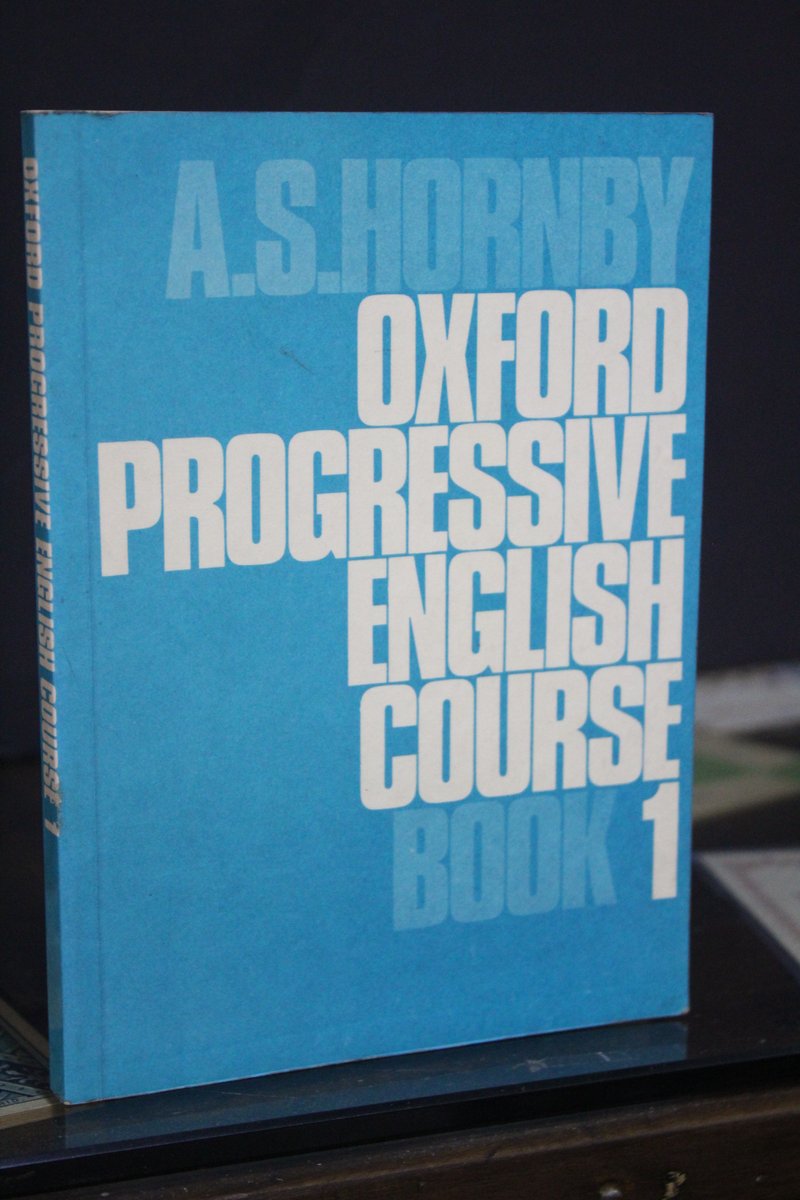 A.S.HORNBY
OXFORD
PROGRESSIVE
ENGLISH
COURSE
BOOK 1
OXFORD PROGRESSIVE ENGLISH COURSE 1